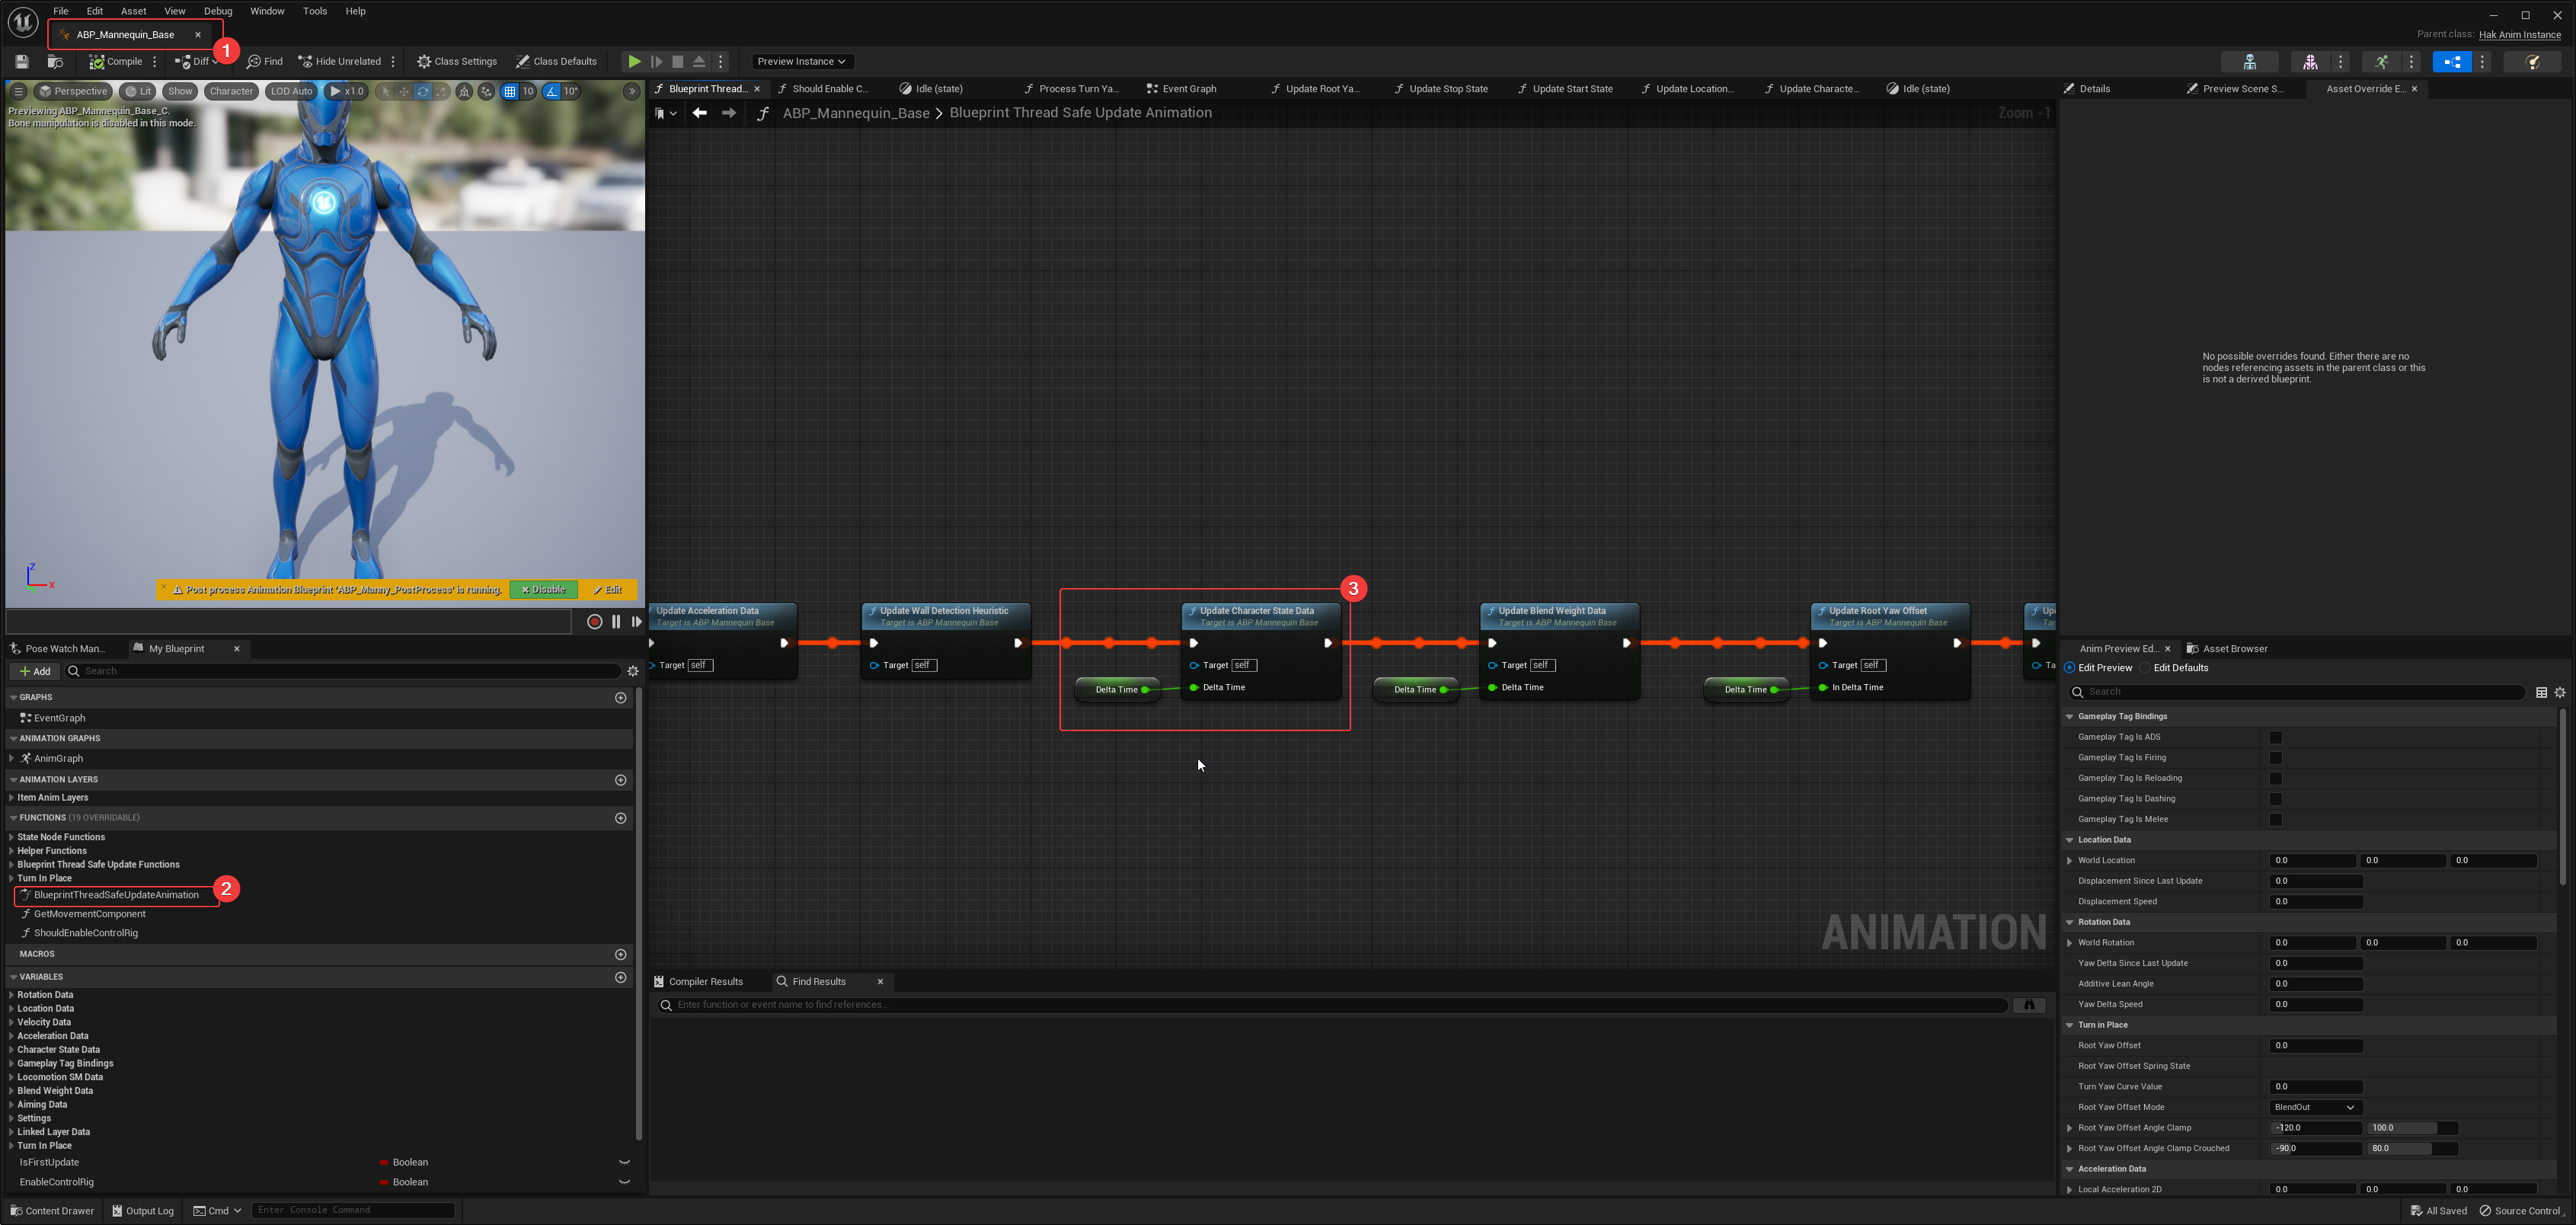 File Edit Asset View Debug Window Tools Help
ABP_Mannequin_Base
1
Parent class: Hak Anim Instance
Compile Diff Find Hide Unrelated Class Settings Class Defaults Preview Instance
Perspective Lit Show Character LOD Auto x1.0 10 10°
Previewing ABP_Mannequin_Base_C.
Bone manipulation is disabled in this mode.
Z
X
Post process Animation Blueprint 'ABP_Manny_PostProcess' is running. Disable Edit
Blueprint Thread... Should Enable C... Idle (state) Process Turn Ya... Event Graph Update Root Ya... Update Stop State Update Start State Update Location... Update Characte... Idle (state)
ABP_Mannequin_Base > Blueprint Thread Safe Update Animation
Zoom -1
3
Update Acceleration Data
Target is ABP Mannequin Base
Target self
Update Wall Detection Heuristic
Target is ABP Mannequin Base
Target self
Update Character State Data
Target is ABP Mannequin Base
Target self
Delta Time Delta Time
Update Blend Weight Data
Target is ABP Mannequin Base
Target self
Delta Time Delta Time
Update Root Yaw Offset
Target is ABP Mannequin Base
Target self
Delta Time In Delta Time
ANIMATION
Pose Watch Man... My Blueprint
Add Search
GRAPHS
EventGraph
ANIMATION GRAPHS
AnimGraph
ANIMATION LAYERS
Item Anim Layers
FUNCTIONS (19 OVERRIDABLE)
State Node Functions
Helper Functions
Blueprint Thread Safe Update Functions
Turn In Place
BlueprintThreadSafeUpdateAnimation
2
GetMovementComponent
ShouldEnableControlRig
MACROS
VARIABLES
Rotation Data
Location Data
Velocity Data
Acceleration Data
Character State Data
Gameplay Tag Bindings
Locomotion SM Data
Blend Weight Data
Aiming Data
Settings
Linked Layer Data
Turn In Place
IsFirstUpdate Boolean
EnableControlRig Boolean
Compiler Results Find Results
Enter function or event name to find references...
Details Preview Scene S... Asset Override E...
No possible overrides found. Either there are no
nodes referencing assets in the parent class or this
is not a derived blueprint.
Anim Preview Ed... Asset Browser
Edit Preview Edit Defaults
Search
Gameplay Tag Bindings
Gameplay Tag Is ADS
Gameplay Tag Is Firing
Gameplay Tag Is Reloading
Gameplay Tag Is Dashing
Gameplay Tag Is Melee
Location Data
World Location 0.0 0.0 0.0
Displacement Since Last Update 0.0
Displacement Speed 0.0
Rotation Data
World Rotation 0.0 0.0 0.0
Yaw Delta Since Last Update 0.0
Additive Lean Angle 0.0
Yaw Delta Speed 0.0
Turn in Place
Root Yaw Offset 0.0
Root Yaw Offset Spring State
Turn Yaw Curve Value 0.0
Root Yaw Offset Mode BlendOut
Root Yaw Offset Angle Clamp -120.0 100.0
Root Yaw Offset Angle Clamp Crouched -90.0 80.0
Acceleration Data
Local Acceleration 2D 0.0 0.0 0.0
Content Drawer Output Log Cmd Enter Console Command
All Saved Source Control